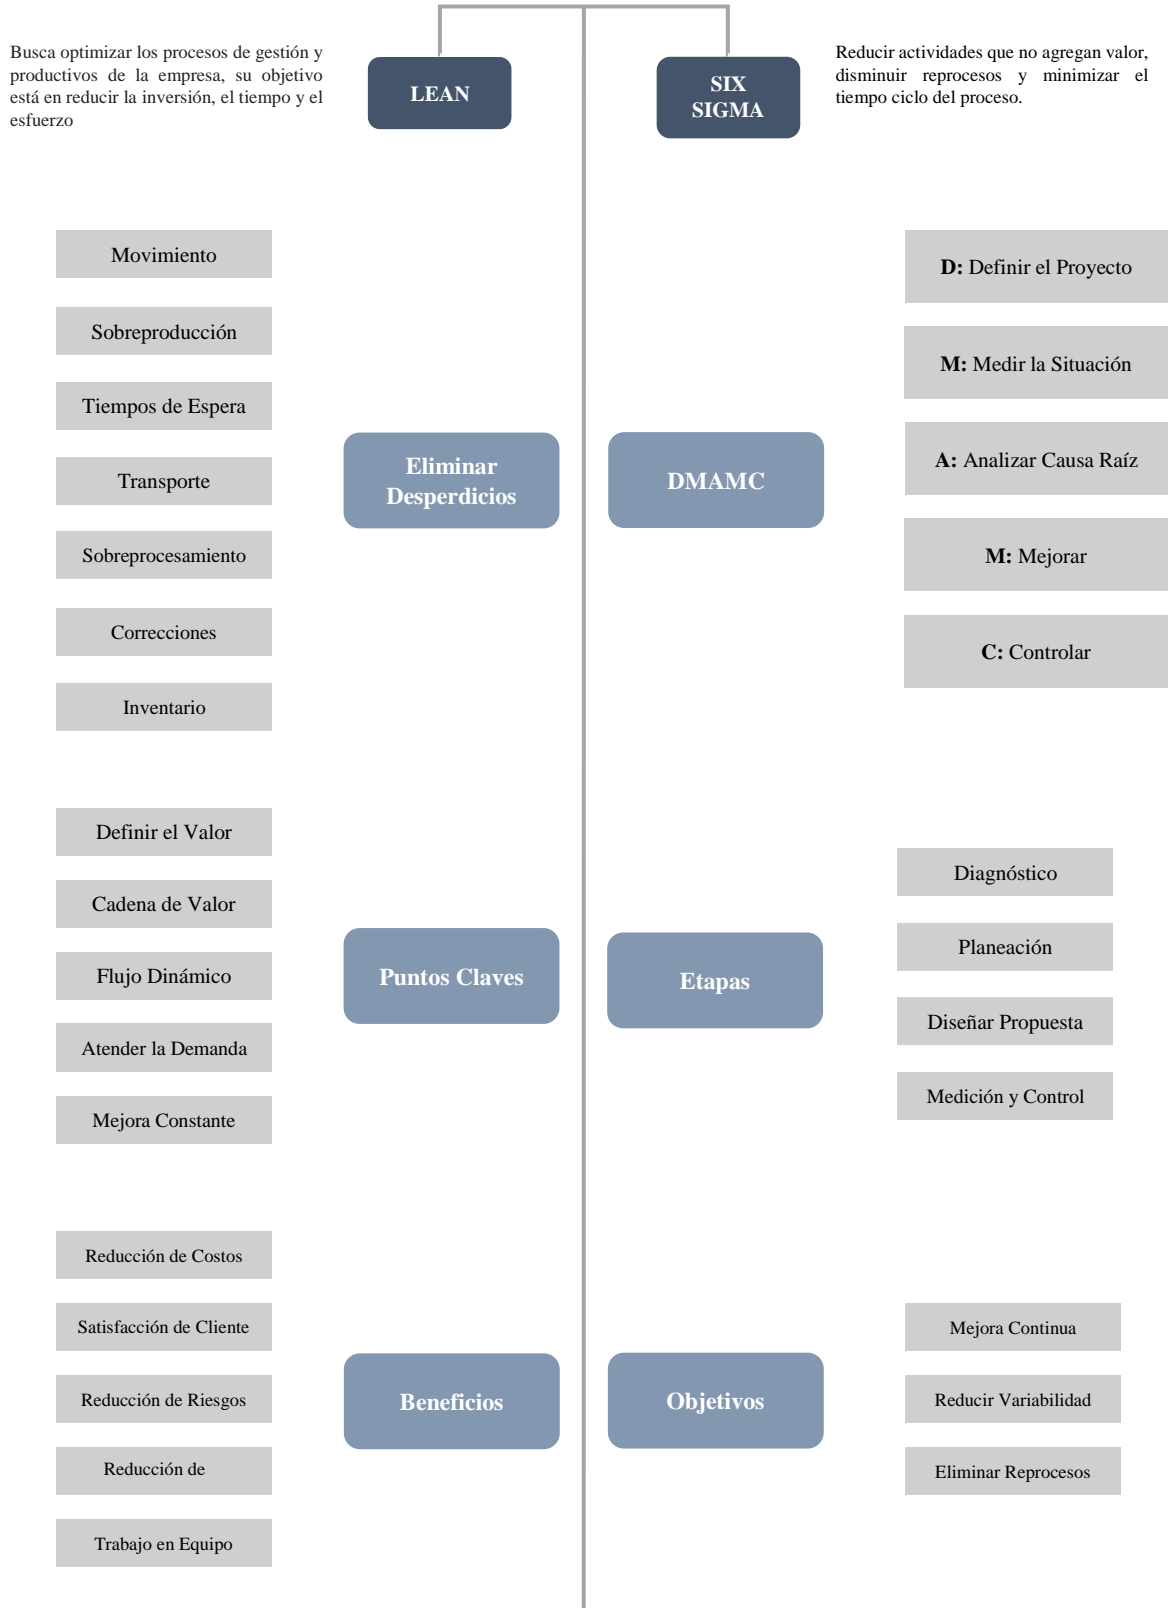 Busca optimizar los procesos de gestión y
productivos de la empresa, su objetivo
está en reducir la inversión, el tiempo y el
esfuerzo
LEAN
SIX
SIGMA
Reducir actividades que no agregan valor,
disminuir reprocesos y minimizar el
tiempo ciclo del proceso.
Movimiento
Sobreproducción
Tiempos de Espera
Transporte
Sobreprocesamiento
Correcciones
Inventario
Eliminar
Desperdicios
DMAMC
D: Definir el Proyecto
M: Medir la Situación
A: Analizar Causa Raíz
M: Mejorar
C: Controlar
Definir el Valor
Cadena de Valor
Flujo Dinámico
Atender la Demanda
Mejora Constante
Puntos Claves
Etapas
Diagnóstico
Planeación
Diseñar Propuesta
Medición y Control
Reducción de Costos
Satisfacción de Cliente
Reducción de Riesgos
Reducción de
Trabajo en Equipo
Beneficios
Objetivos
Mejora Continua
Reducir Variabilidad
Eliminar Reprocesos